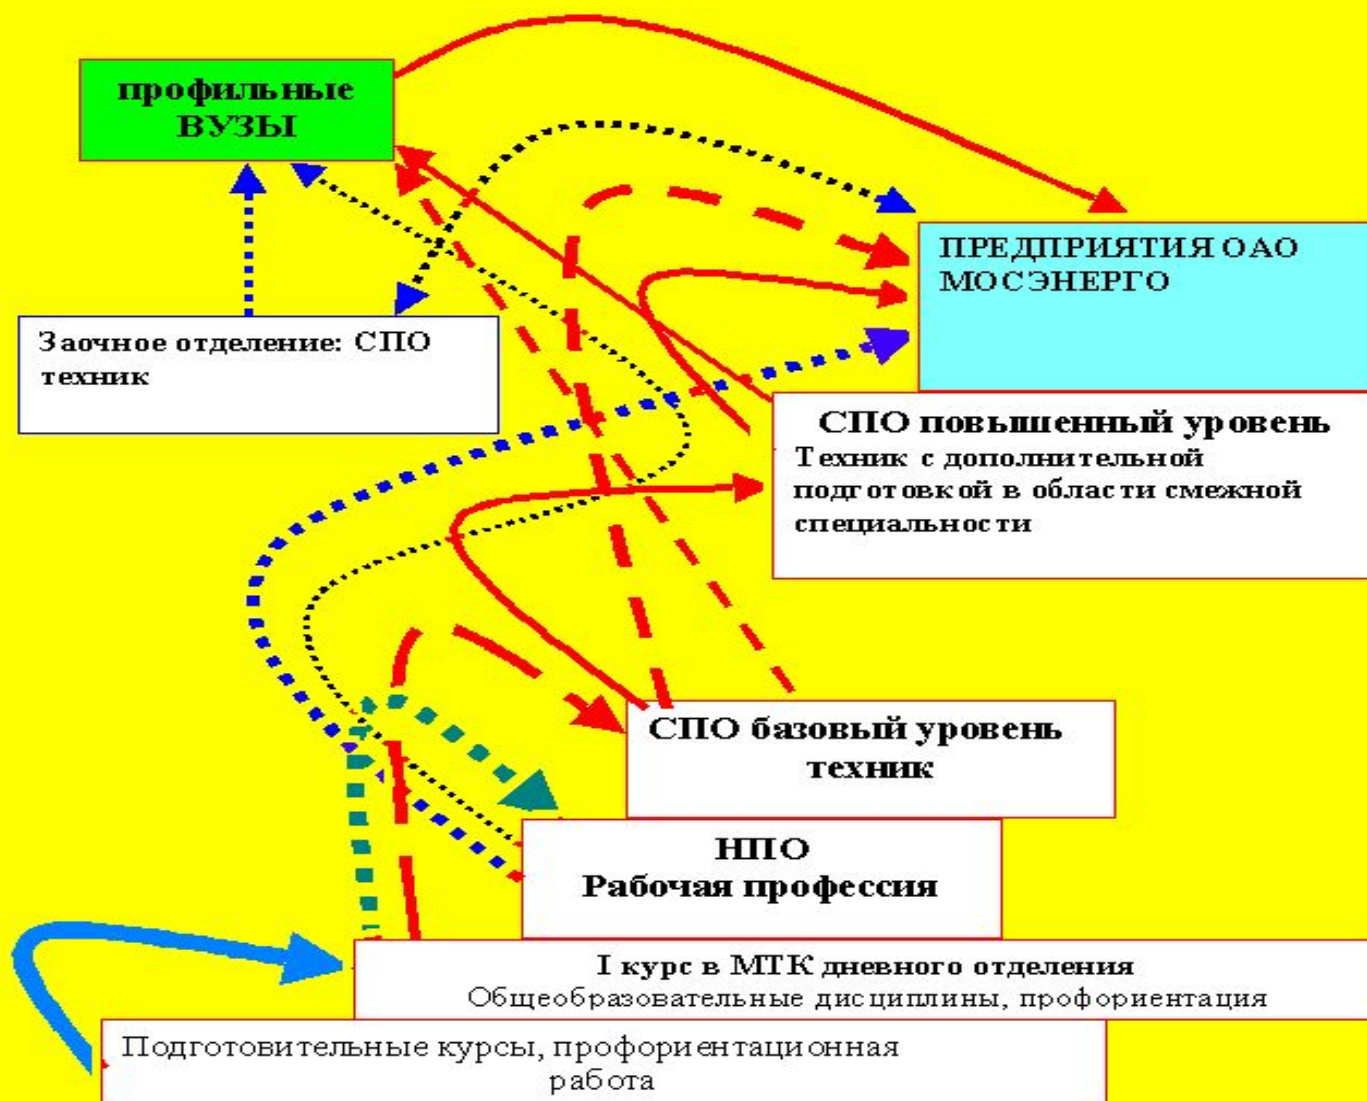 профильные
ВУЗЫ
ПРЕДПРИЯТИЯ ОАО
МОСЭНЕРГО
Заочное отделение: СПО
техник
СПО повышенный уровень
Техник с дополнительной
подготовкой в области смежной
специальности
СПО базовый уровень
техник
НПО
Рабочая профессия
I курс в МТК дневного отделения
Общеобразовательные дисциплины, профориентация
Подготовительные курсы, профориентационная
работа